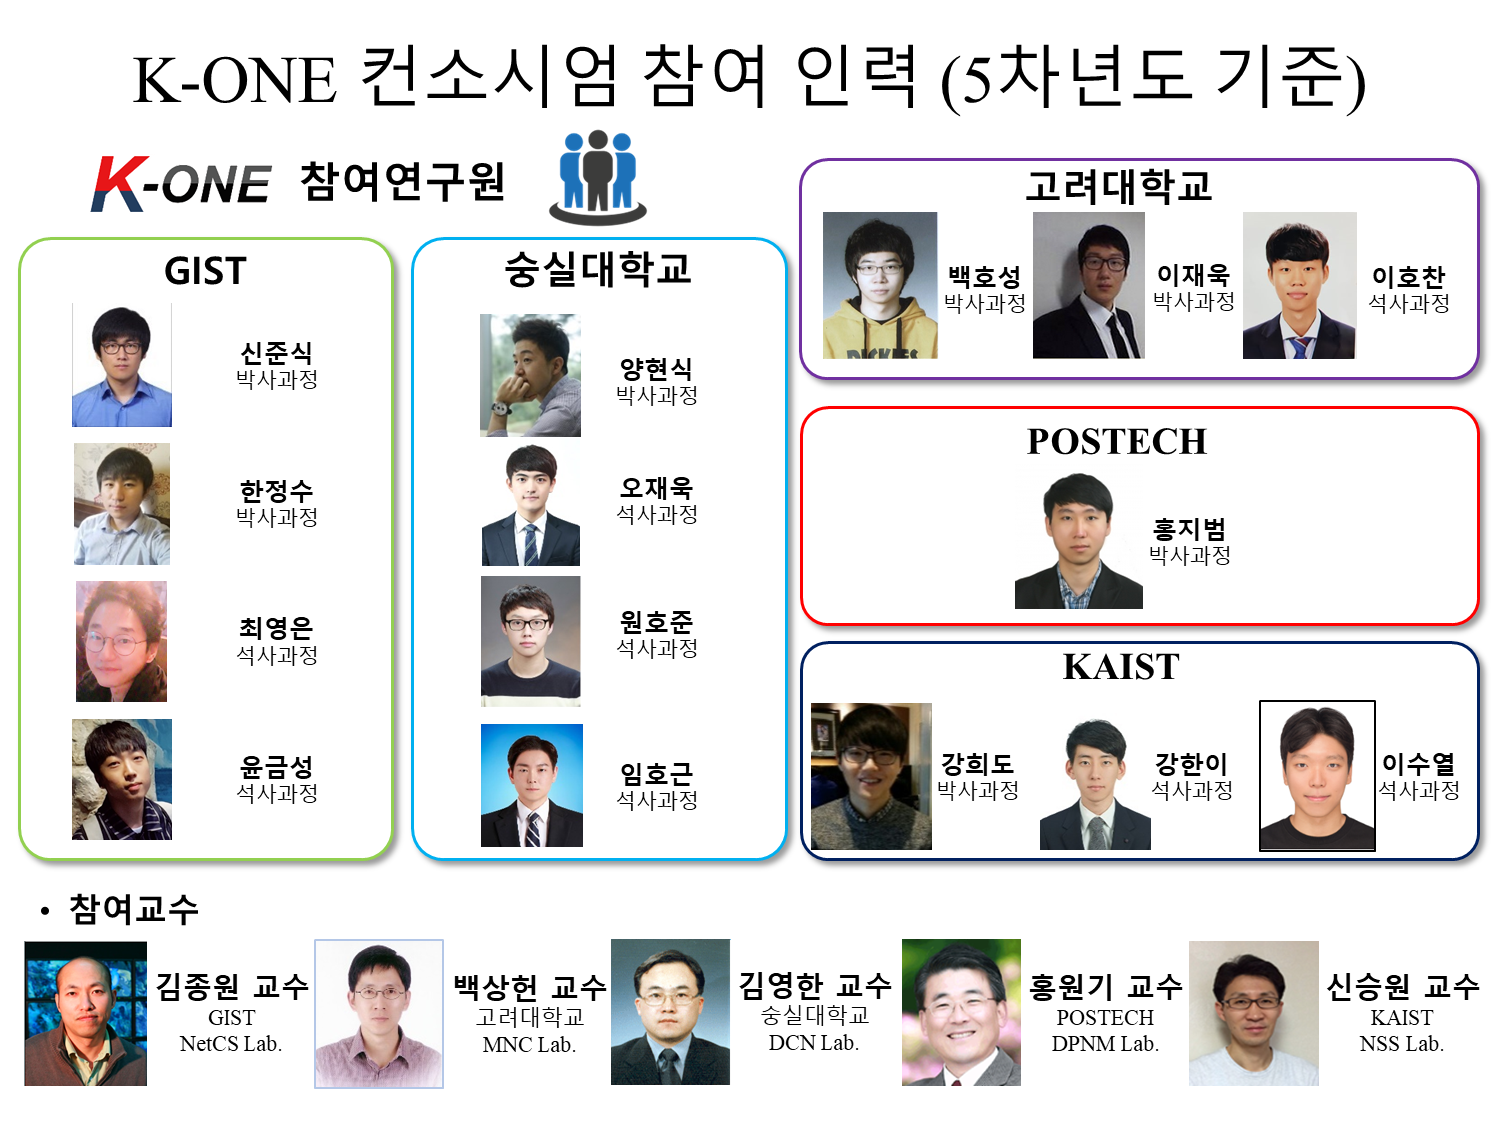 K-ONE 컨소시엄 참여 인력 (5차년도 기준)
K-ONE 참여연구원
GIST
신준식
박사과정
한정수
박사과정
최영은
석사과정
윤금성
석사과정
숭실대학교
양현식
박사과정
오재욱
석사과정
원호준
석사과정
임호근
석사과정
고려대학교
백호성
박사과정
이재욱
박사과정
이호찬
석사과정
POSTECH
홍지범
박사과정
KAIST
강희도
박사과정
강한이
석사과정
이수열
석사과정
• 참여교수
김종원 교수
GIST
NetCS Lab.
백상헌 교수
고려대학교
MNC Lab.
김영한 교수
숭실대학교
DCN Lab.
홍원기 교수
POSTECH
DPNM Lab.
신승원 교수
KAIST
NSS Lab.